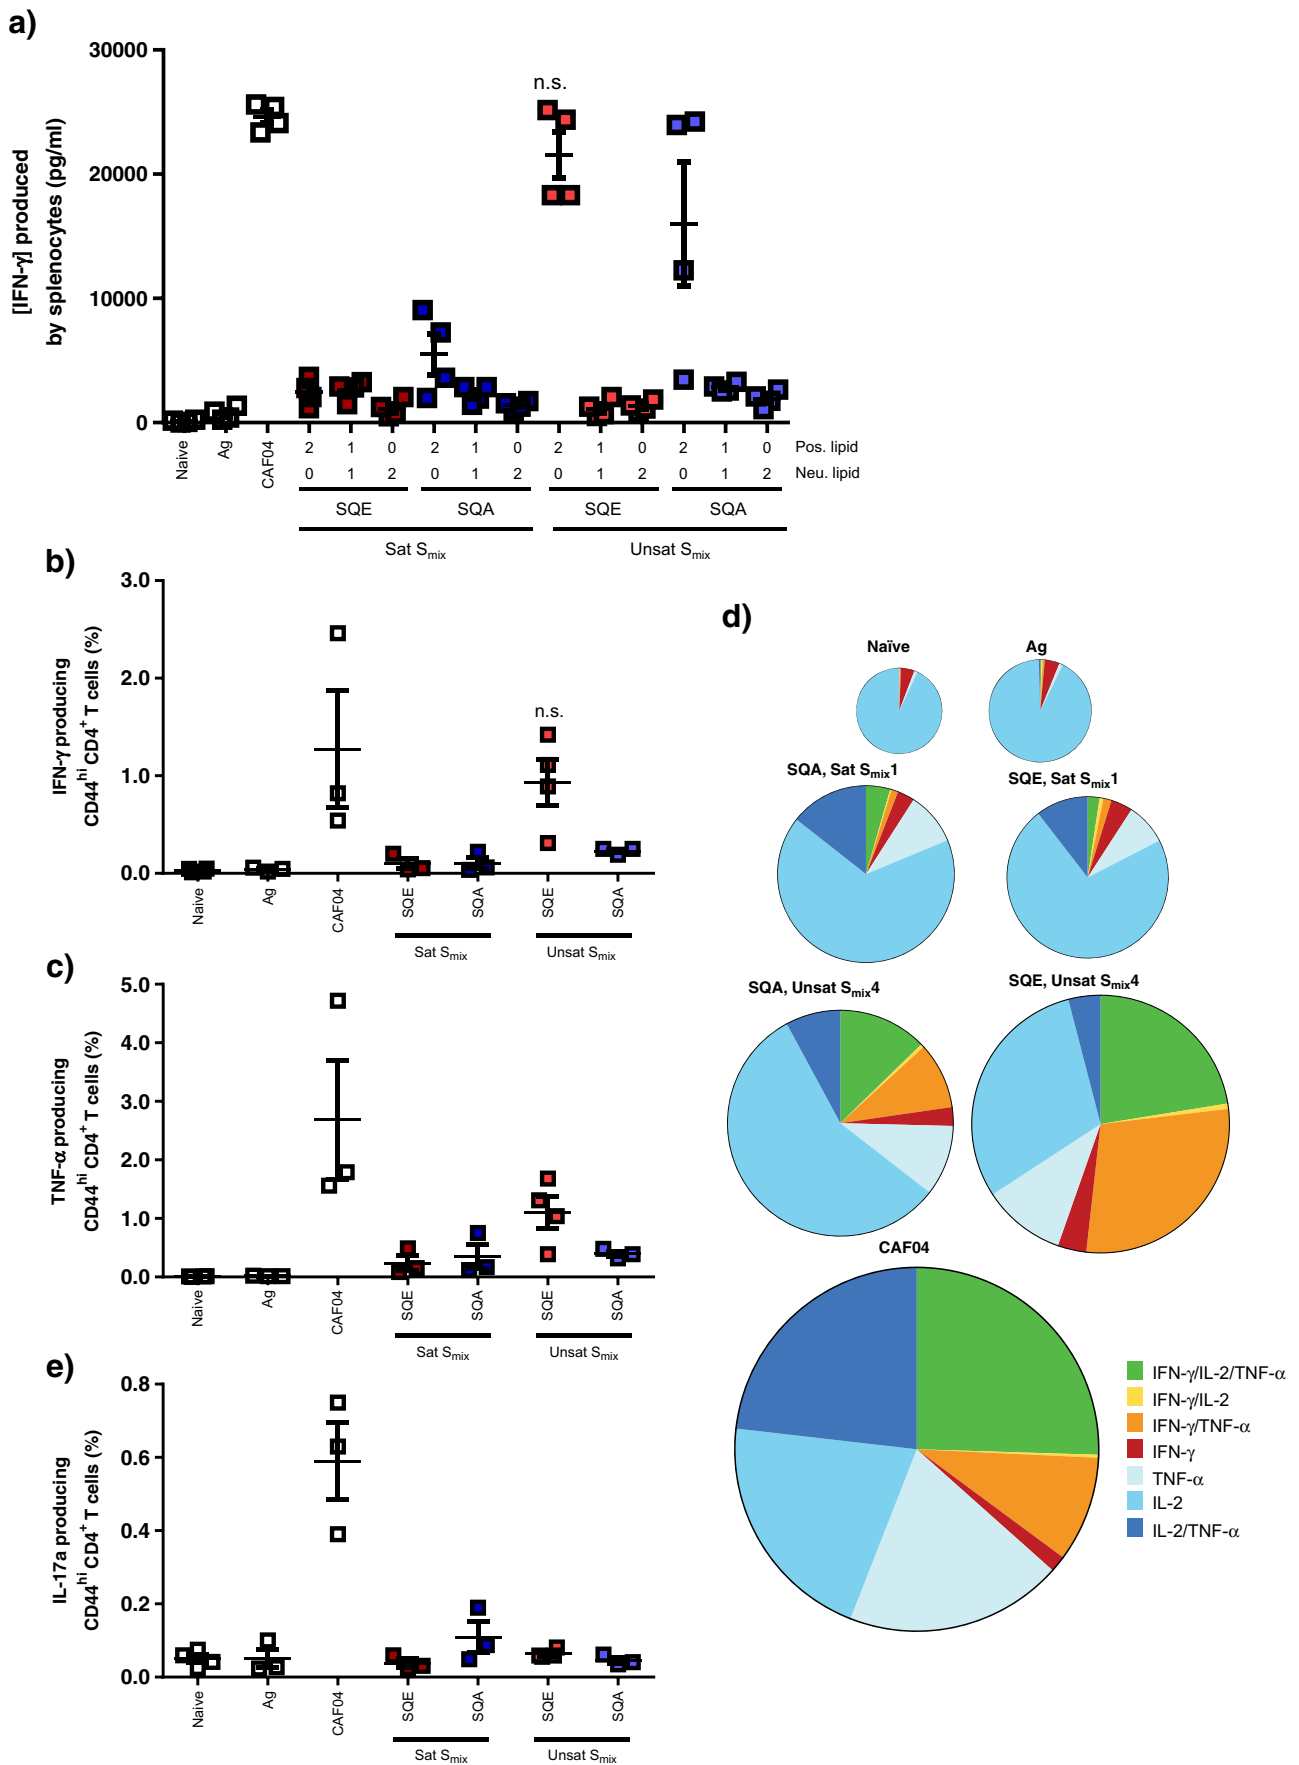 a)
[IFN-γ] produced
by splenocytes (pg/ml)
30000
20000
10000
0
n.s.
Naive
Ag
CAF04
2 1 0 2 1 0 2 1 0 2 1 0 Pos. lipid
0 1 2 0 1 2 0 1 2 0 1 2 Neu. lipid
SQE SQA SQE SQA
Sat Smix Unsat Smix
b)
IFN-γ producing
CD44hi CD4+ T cells (%)
3.0
2.0
1.0
0.0
n.s.
Naive
Ag
CAF04
SQE
SQA
SQE
SQA
Sat Smix Unsat Smix
c)
TNF-α producing
CD44hi CD4+ T cells (%)
5.0
4.0
3.0
2.0
1.0
0.0
Naive
Ag
CAF04
SQE
SQA
SQE
SQA
Sat Smix Unsat Smix
d)
Naïve Ag
SQA, Sat Smix1 SQE, Sat Smix1
SQA, Unsat Smix4 SQE, Unsat Smix4
CAF04
IFN-γ/IL-2/TNF-α
IFN-γ/IL-2
IFN-γ/TNF-α
IFN-γ
TNF-α
IL-2
IL-2/TNF-α
e)
IL-17a producing
CD44hi CD4+ T cells (%)
0.8
0.6
0.4
0.2
0.0
Naive
Ag
CAF04
SQE
SQA
SQE
SQA
Sat Smix Unsat Smix